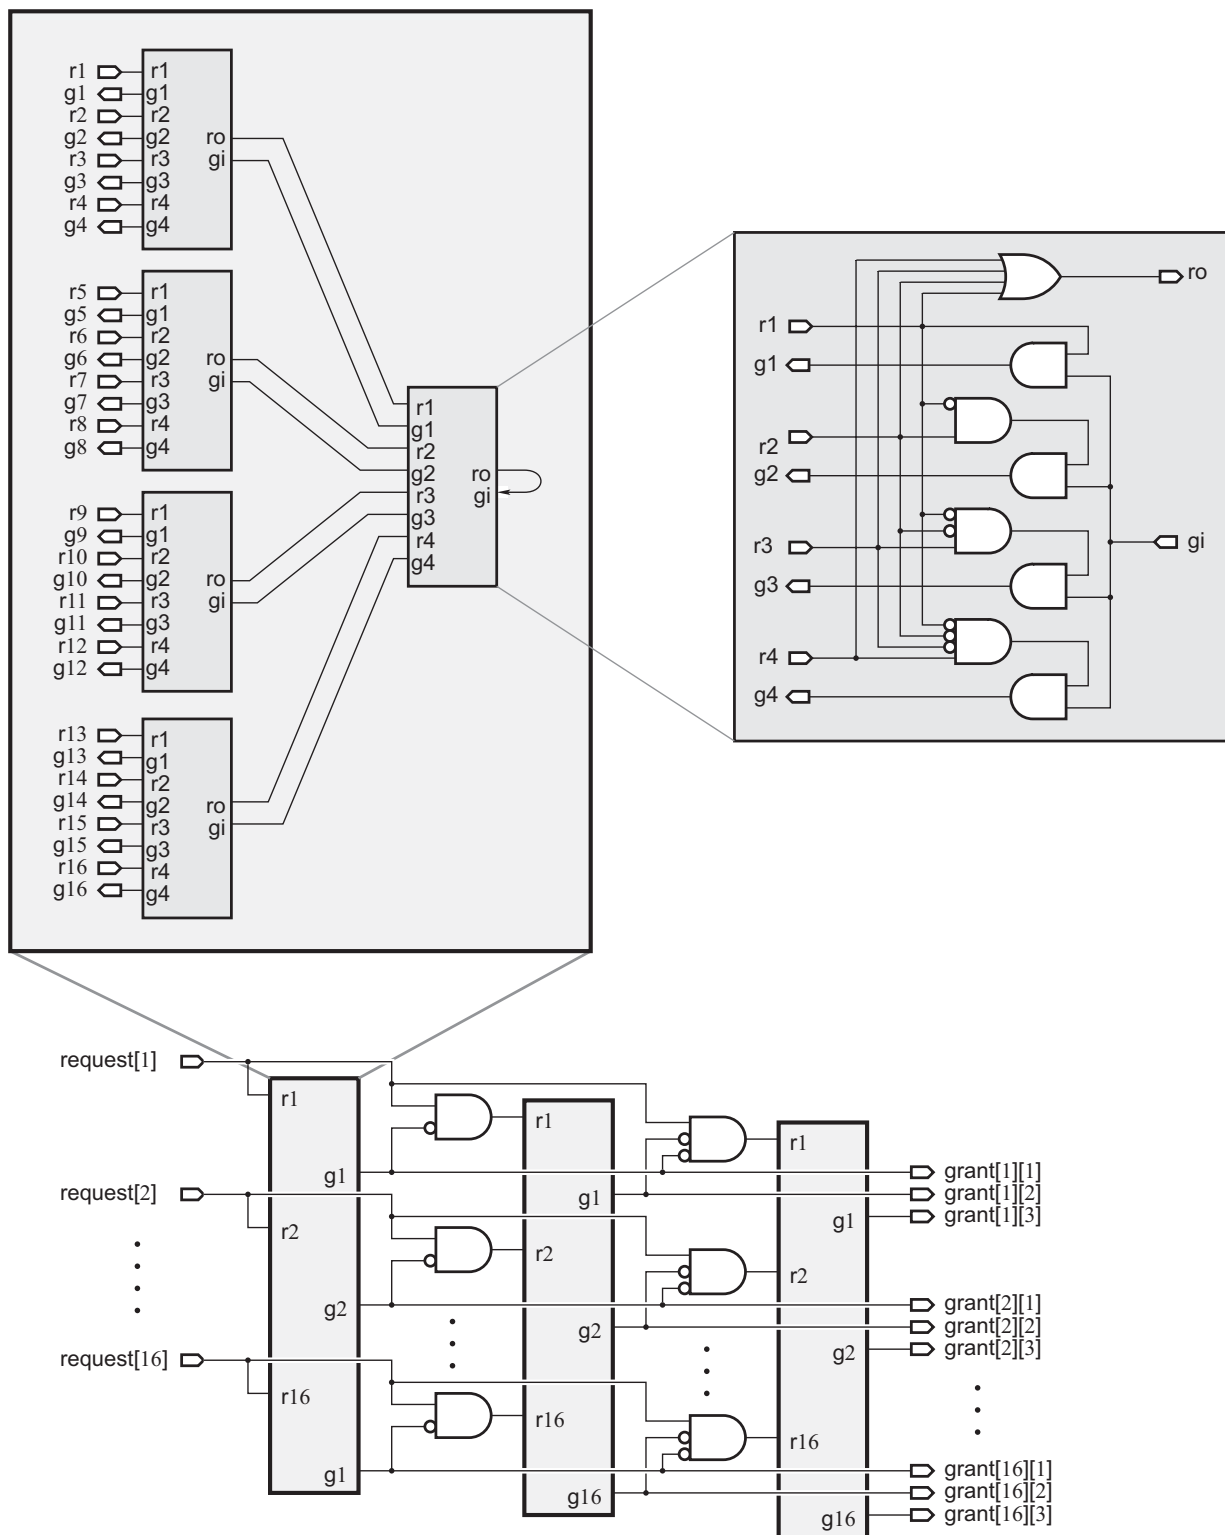 r1 r1
g1 g1
r2 r2
g2 g2 ro
r3 r3 gi
g3 g3
r4 r4
g4 g4
r5 r1
g5 g1
r6 r2
g6 g2 ro
r7 r3 gi
g7 g3
r8 r4
g8 g4
r9 r1
g9 g1
r10 r2
g10 g2 ro
r11 r3 gi
g11 g3
r12 r4
g12 g4
r13 r1
g13 g1
r14 r2
g14 g2 ro
r15 r3 gi
g15 g3
r16 r4
g16 g4
r1
g1
r2
g2 ro
r3 gi
g3
r4
g4
ro
r1
g1
r2
g2
r3 gi
g3
r4
g4
request[1]
r1
r1
r1
g1 grant[1][1]
request[2] g1 grant[1][2]
g1 grant[1][3]
r2
r2
r2
g2 grant[2][1]
g2 grant[2][2]
g2 grant[2][3]
request[16]
r16
r16
r16
g1 grant[16][1]
g16 grant[16][2]
g16 grant[16][3]